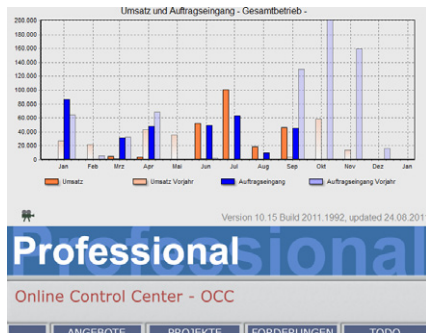 Umsatz und Auftragseingang - Gesamtbetrieb -
200.000
180.000
160.000
140.000
120.000
100.000
80.000
60.000
40.000
20.000
0
Jan Feb Mrz Apr Mai Jun Jul Aug Sep Okt Nov Dez Jan
Umsatz Umsatz Vorjahr Auftragseingang Auftragseingang Vorjahr
Version 10.15 Build 2011.1992, updated 24.08.201
Professional
Professional
Online Control Center - OCC
ANGEBOTE PROJEKTE FORDERUNGEN TODO